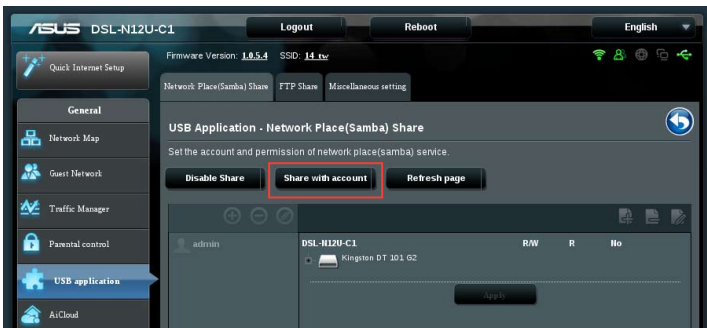 ASUS DSL-N12U-C1 Logout Reboot English
Quick Internet Setup
Firmware Version: 1.0.5.4 SSID: 14_tw
Network Place(Samba) Share FTP Share Miscellaneous setting
General
Network Map
Guest Network
Traffic Manager
Parental control
USB application
AiCloud
USB Application - Network Place(Samba) Share
Set the account and permission of network place(samba) service.
Disable Share Share with account Refresh page
admin DSL-N12U-C1 R/W R No
Kingston DT 101 G2
Apply